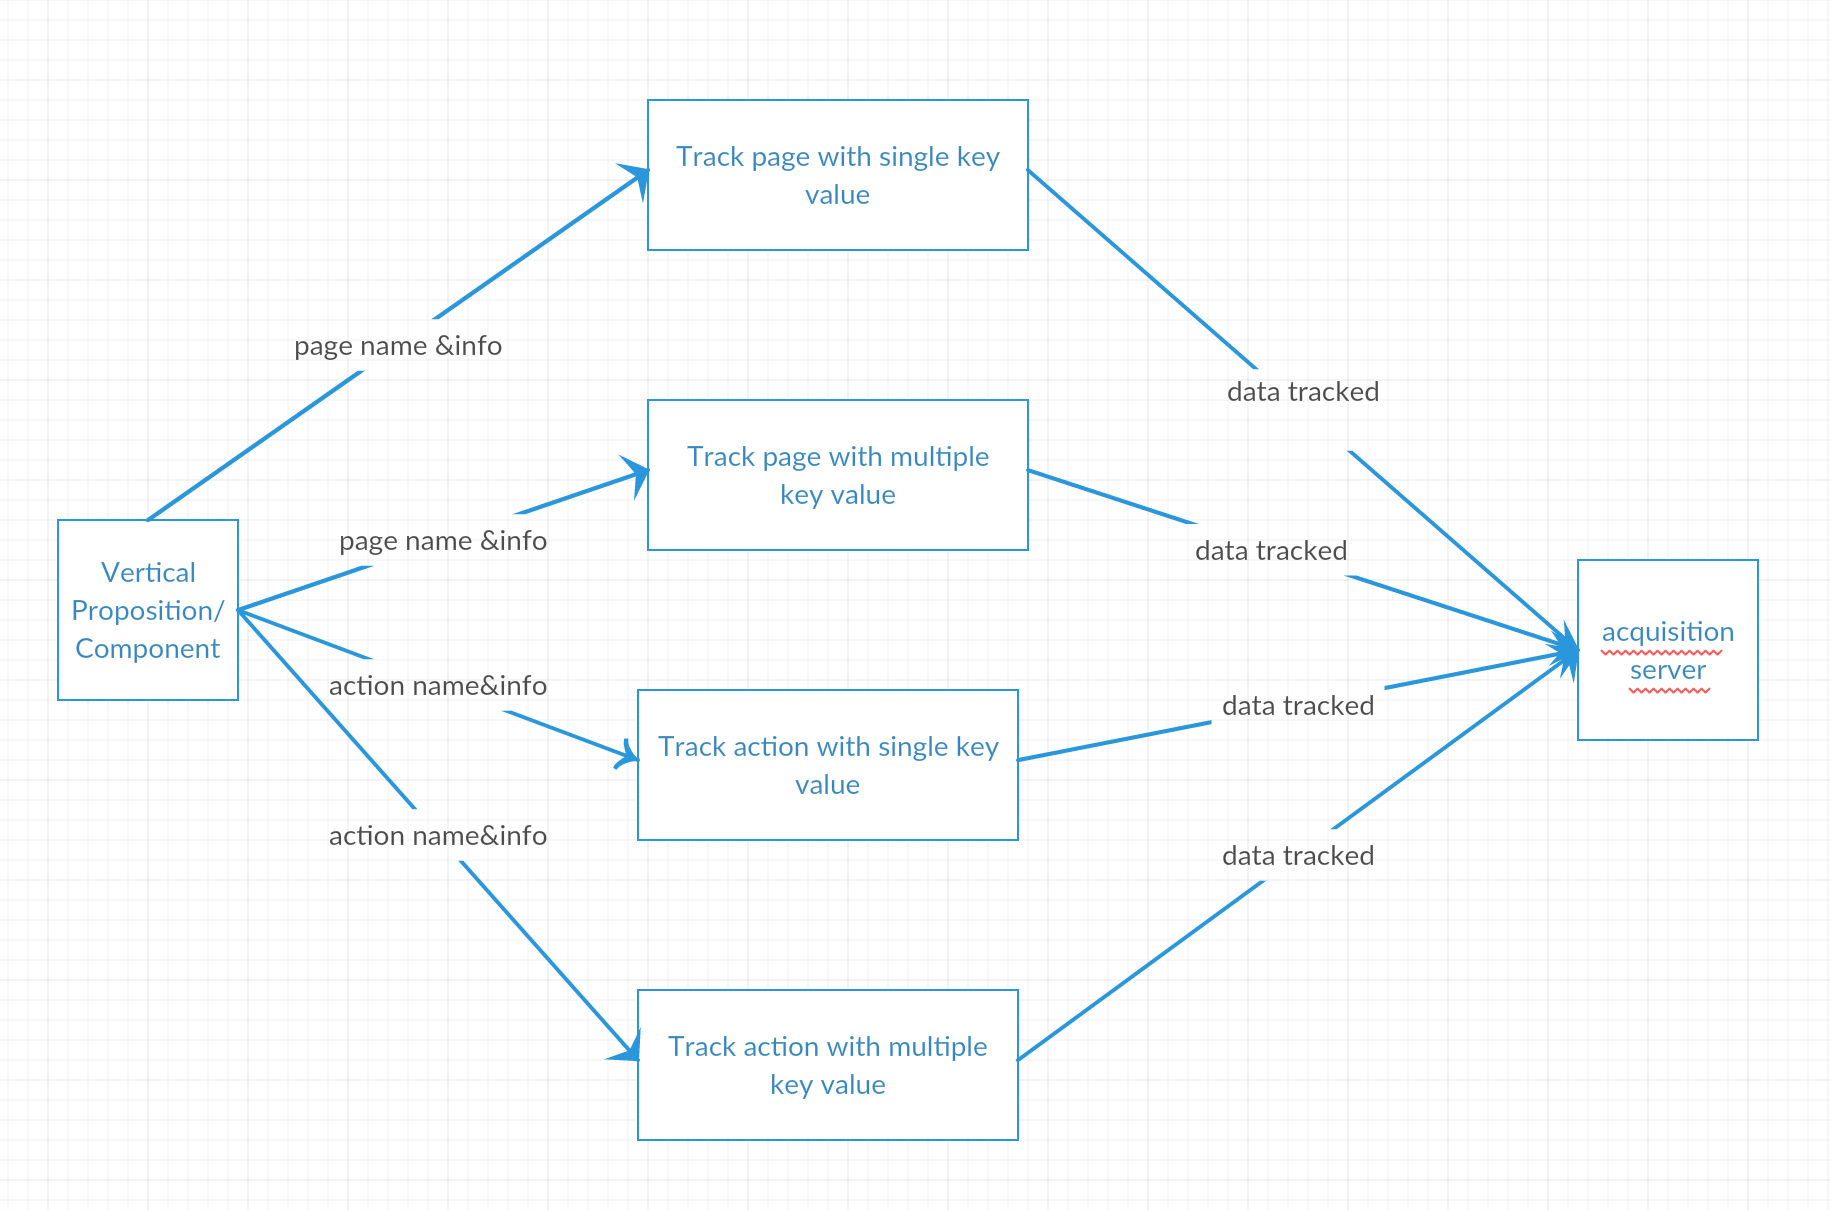 Track page with single key
value
page name &info
data tracked
Track page with multiple
key value
page name &info
data tracked
Vertical
Proposition/
Component
acquisition
server
action name&info
data tracked
Track action with single key
value
action name&info
data tracked
Track action with multiple
key value